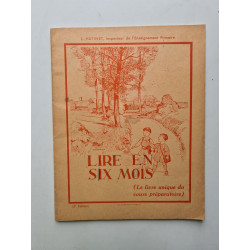 Inspecteur de l'Enseignement Primaire
LIRE EN
SIX MOIS
(Le livre unique du
cours préparatoire)